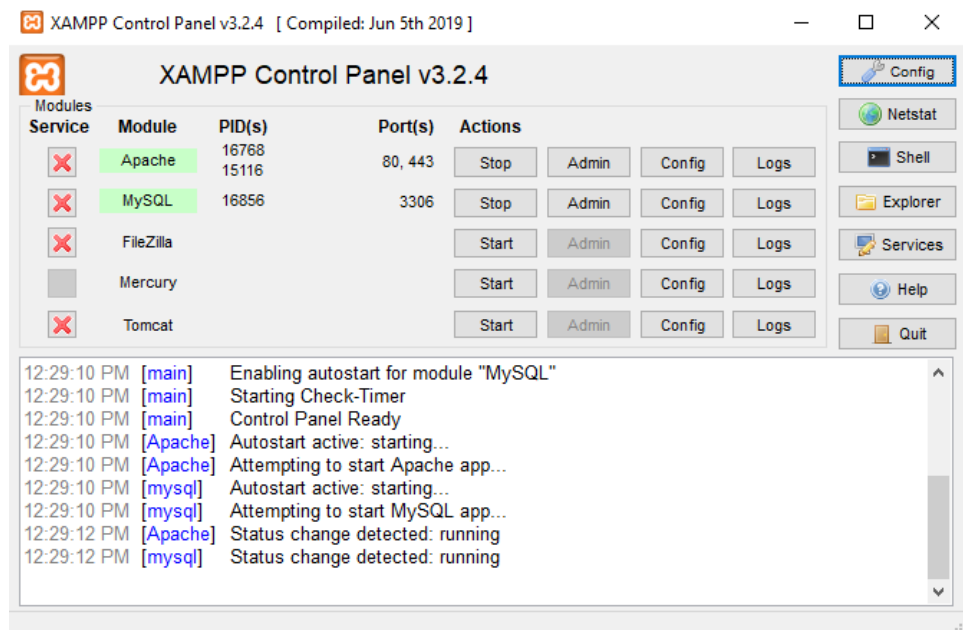 XAMPP Control Panel v3.2.4 [ Compiled: Jun 5th 2019 ]
XAMPP Control Panel v3.2.4
Config
Netstat
Shell
Explorer
Services
Help
Quit
Modules
Service Module PID(s) Port(s) Actions
Apache 16768 15116 80, 443 Stop Admin Config Logs
MySQL 16856 3306 Stop Admin Config Logs
FileZilla Start Admin Config Logs
Mercury Start Admin Config Logs
Tomcat Start Admin Config Logs
12:29:10 PM [main] Enabling autostart for module "MySQL"
12:29:10 PM [main] Starting Check-Timer
12:29:10 PM [main] Control Panel Ready
12:29:10 PM [Apache] Autostart active: starting...
12:29:10 PM [Apache] Attempting to start Apache app...
12:29:10 PM [mysql] Autostart active: starting...
12:29:10 PM [mysql] Attempting to start MySQL app...
12:29:12 PM [Apache] Status change detected: running
12:29:12 PM [mysql] Status change detected: running